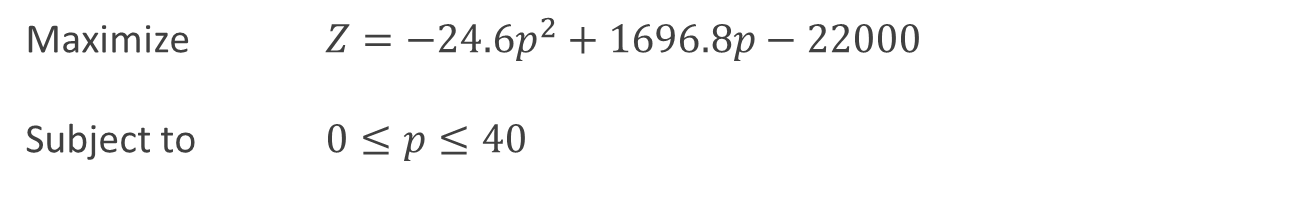 Maximize Z = −24.6p² + 1696.8p − 22000
Subject to 0 ≤ p ≤ 40